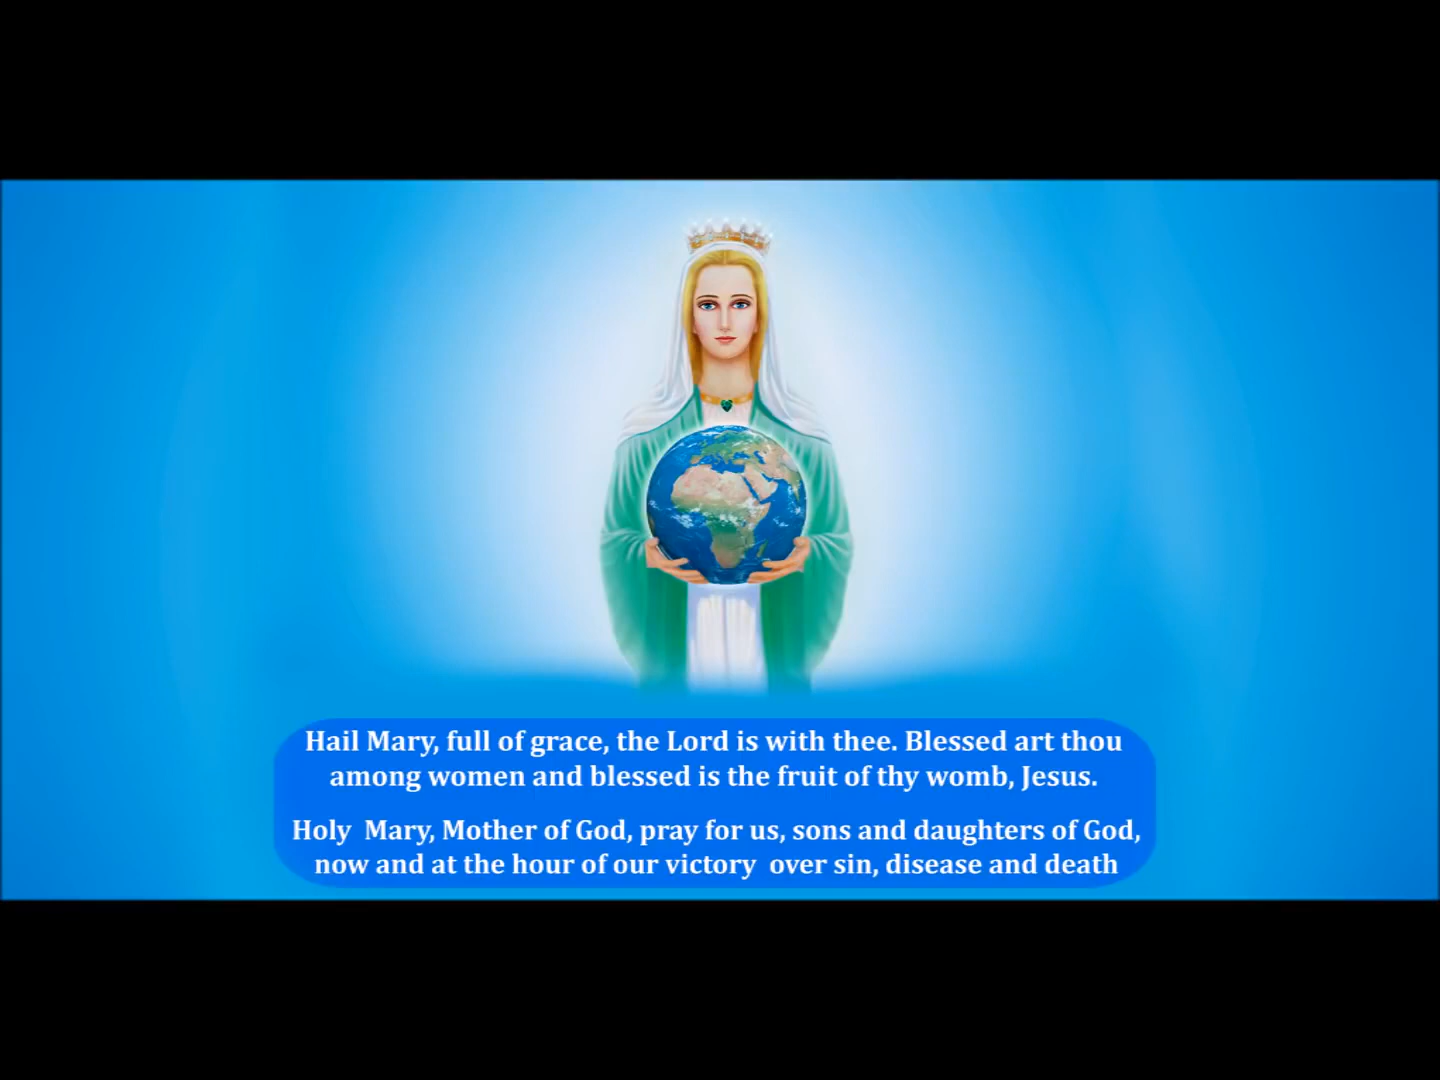 Hail Mary, full of grace, the Lord is with thee. Blessed art thou
among women and blessed is the fruit of thy womb, Jesus.
Holy  Mary, Mother of God, pray for us, sons and daughters of God,
now and at the hour of our victory  over sin, disease and death